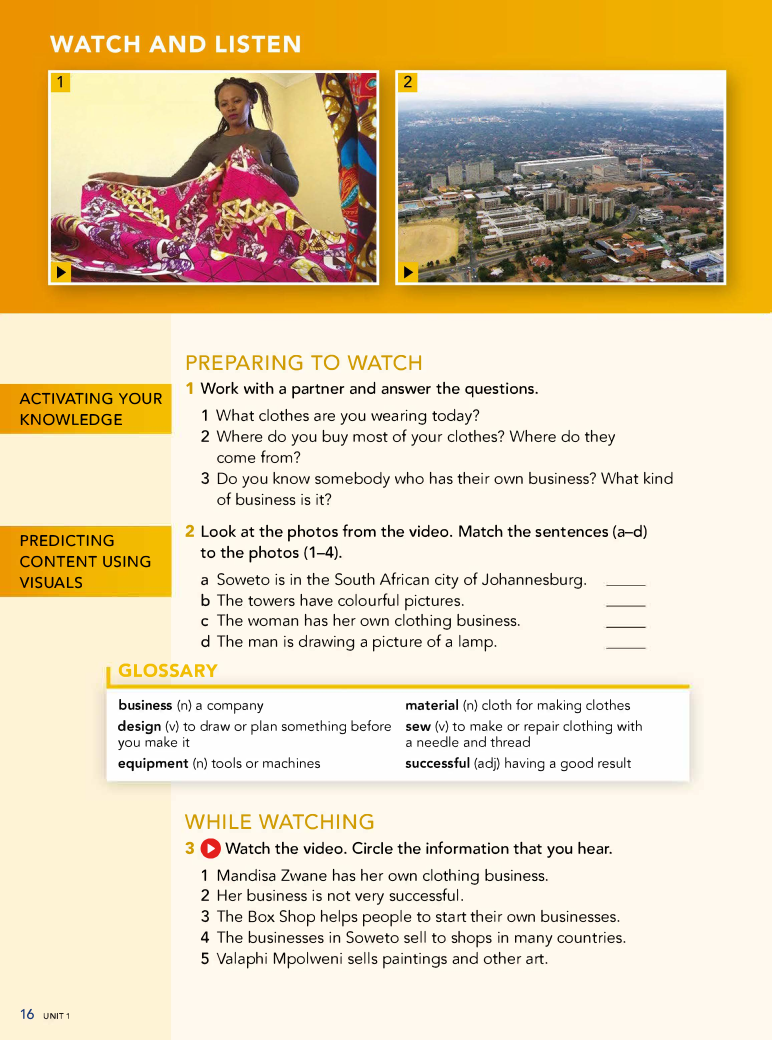 WATCH AND LISTEN
1
2
PREPARING TO WATCH
ACTIVATING YOUR
KNOWLEDGE
1 Work with a partner and answer the questions.
1 What clothes are you wearing today?
2 Where do you buy most of your clothes? Where do they
come from?
3 Do you know somebody who has their own business? What kind
of business is it?
PREDICTING
CONTENT USING
VISUALS
2 Look at the photos from the video. Match the sentences (a–d)
to the photos (1–4).
a Soweto is in the South African city of Johannesburg. _____
b The towers have colourful pictures. _____
c The woman has her own clothing business. _____
d The man is drawing a picture of a lamp. _____
GLOSSARY
business (n) a company
design (v) to draw or plan something before
you make it
equipment (n) tools or machines
material (n) cloth for making clothes
sew (v) to make or repair clothing with
a needle and thread
successful (adj) having a good result
WHILE WATCHING
3 Watch the video. Circle the information that you hear.
1 Mandisa Zwane has her own clothing business.
2 Her business is not very successful.
3 The Box Shop helps people to start their own businesses.
4 The businesses in Soweto sell to shops in many countries.
5 Valaphi Mpolweni sells paintings and other art.
16 UNIT 1